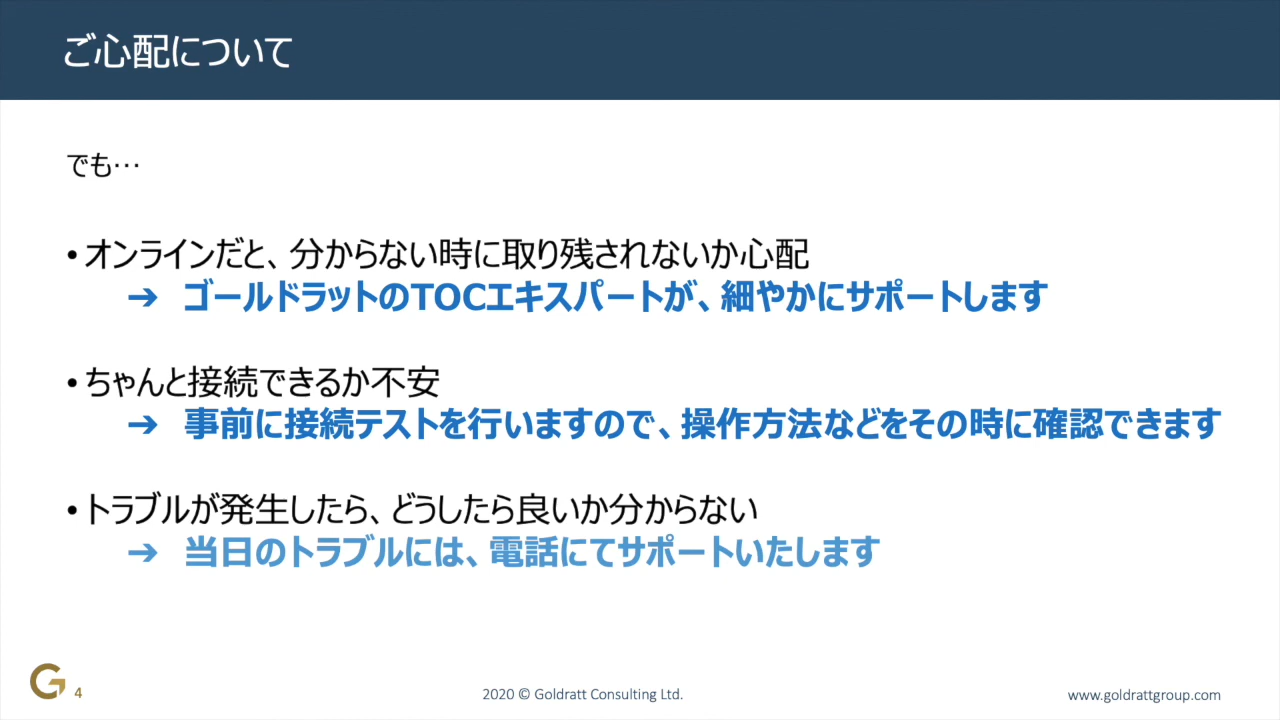 ご心配について
でも…
• オンラインだと、分からない時に取り残されないか心配
➔ ゴールドラットのTOCエキスパートが、細やかにサポートします
• ちゃんと接続できるか不安
➔ 事前に接続テストを行いますので、操作方法などをその時に確認できます
• トラブルが発生したら、どうしたら良いか分からない
➔ 当日のトラブルには、電話にてサポートいたします
G 4
2020 © Goldratt Consulting Ltd.
www.goldrattgroup.com